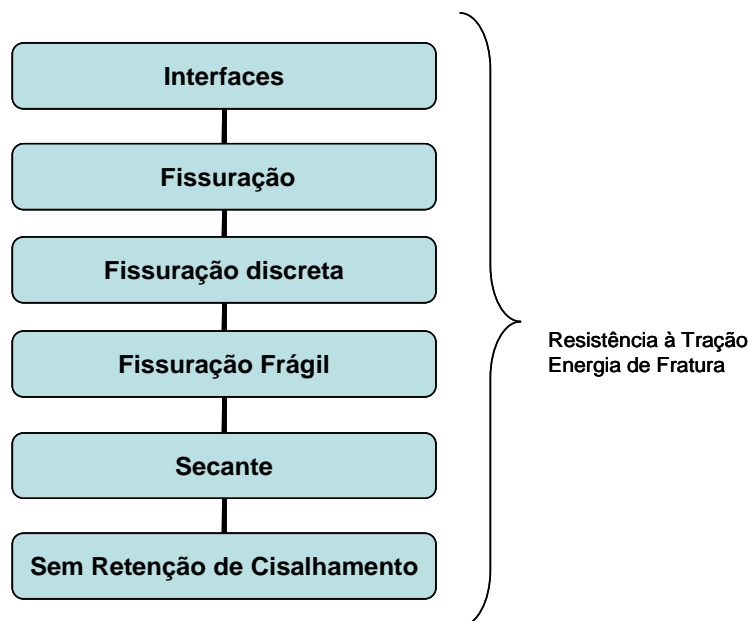 Interfaces
Fissuração
Fissuração discreta
Fissuração Frágil
Secante
Sem Retenção de Cisalhamento
Resistência à Tração
Energia de Fratura